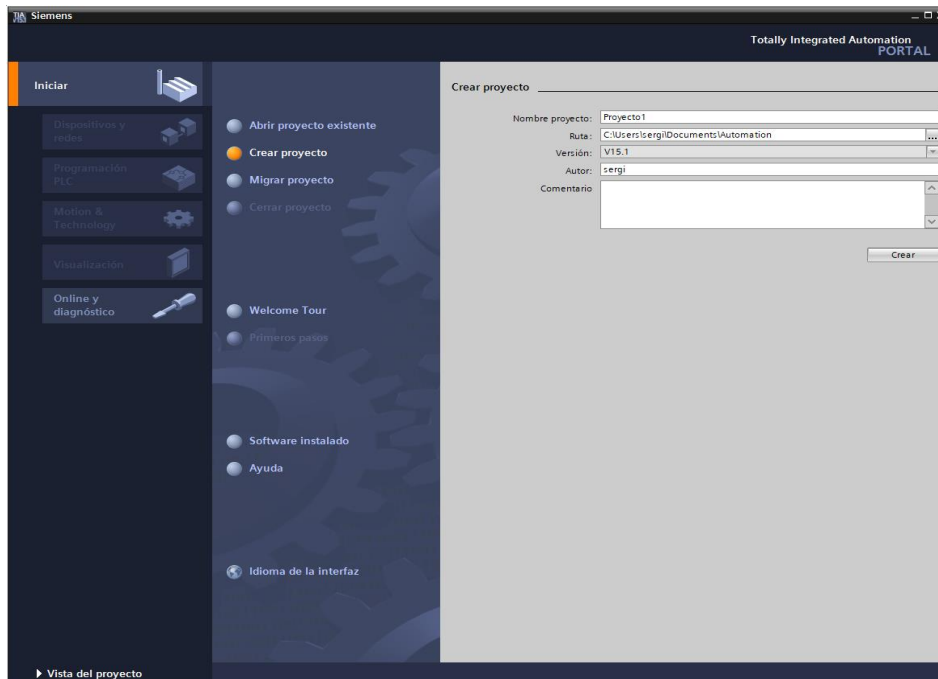 TIA Siemens
Totally Integrated Automation
PORTAL
Iniciar
Dispositivos y
redes
Programación
PLC
Motion &
Technology
Visualización
Online y
diagnóstico
Abrir proyecto existente
Crear proyecto
Migrar proyecto
Cerrar proyecto
Welcome Tour
Primeros pasos
Software instalado
Ayuda
Idioma de la interfaz
Crear proyecto
Nombre proyecto: Proyecto1
Ruta: C:\Users\sergi\Documents\Automation ...
Versión: V15.1
Autor: sergi
Comentario
Crear
Vista del proyecto